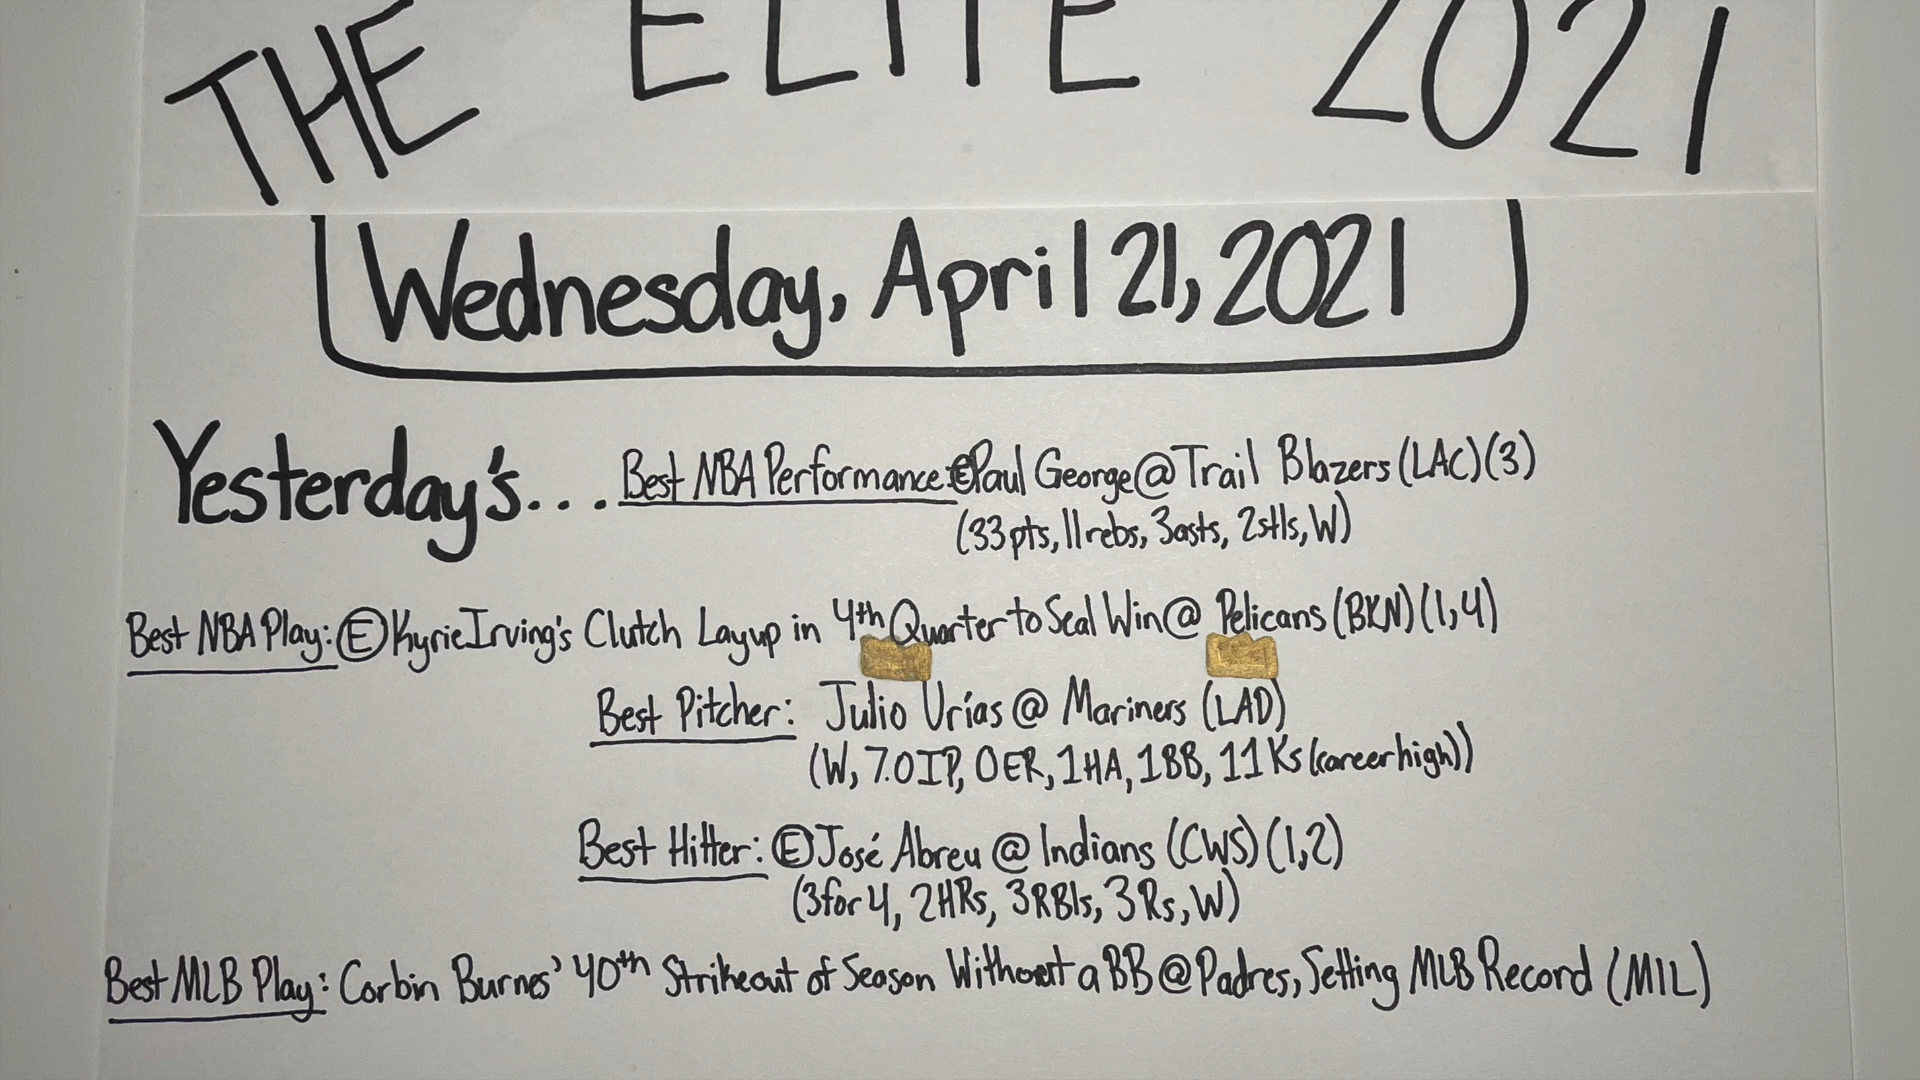 THE ELITE 2021
Wednesday, April 21, 2021
Yesterday's... Best NBA Performance: ⒺPaul George @ Trail Blazers (LAC) (3)
(33 pts, 11 rebs, 3 asts, 2 stls, W)
Best NBA Play: Ⓔ Kyrie Irving's Clutch Layup in 4th Quarter to Seal Win @ Pelicans (BKN) (1,4)
Best Pitcher: Julio Urías @ Mariners (LAD)
(W, 7.0 IP, 0 ER, 1 HA, 1 BB, 11 Ks (career high))
Best Hitter: Ⓔ José Abreu @ Indians (CWS) (1,2)
(3 for 4, 2 HRs, 3 RBIs, 3 Rs, W)
Best MLB Play: Corbin Burnes' 40th Strikeout of Season Without a BB @ Padres, Setting MLB Record (MIL)